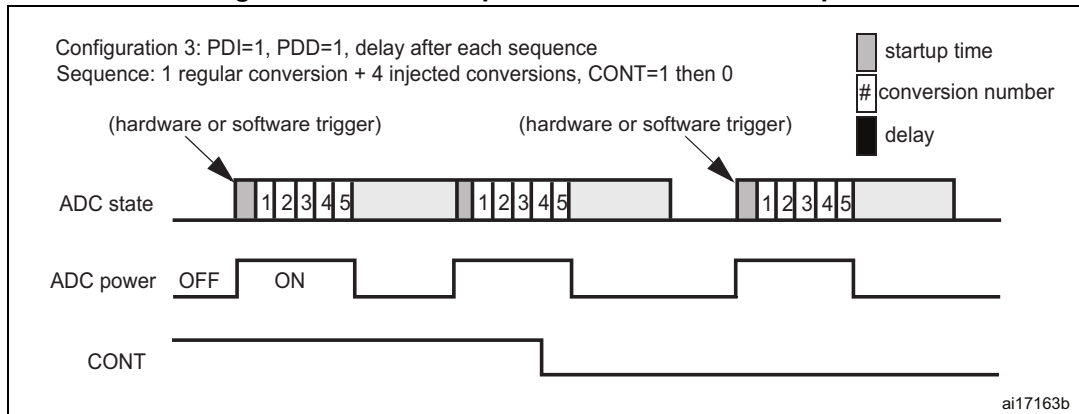 Configuration 3: PDI=1, PDD=1, delay after each sequence
Sequence: 1 regular conversion + 4 injected conversions, CONT=1 then 0
startup time
# conversion number
delay
(hardware or software trigger)
(hardware or software trigger)
ADC state
1 2 3 4 5
1 2 3 4 5
1 2 3 4 5
ADC power
OFF
ON
CONT
ai17163b